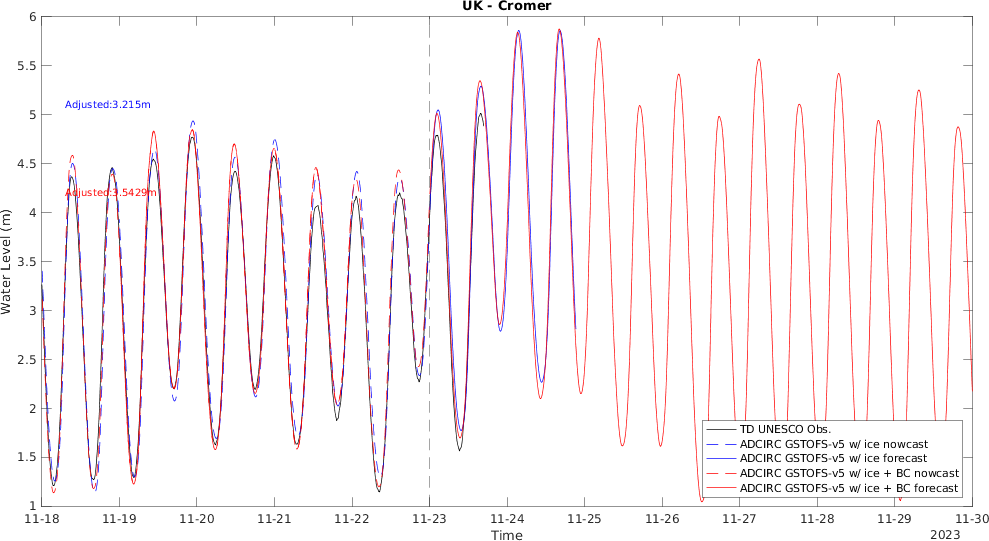 UK - Cromer
6
5.5
5
4.5
4
3.5
3
2.5
2
1.5
1
Water Level (m)
Adjusted:3.215m
Adjusted:3.5429m
TD UNESCO Obs.
ADCIRC GSTOFS-v5 w/ ice nowcast
ADCIRC GSTOFS-v5 w/ ice forecast
ADCIRC GSTOFS-v5 w/ ice + BC nowcast
ADCIRC GSTOFS-v5 w/ ice + BC forecast
11-18 11-19 11-20 11-21 11-22 11-23 11-24 11-25 11-26 11-27 11-28 11-29 11-30
Time
2023